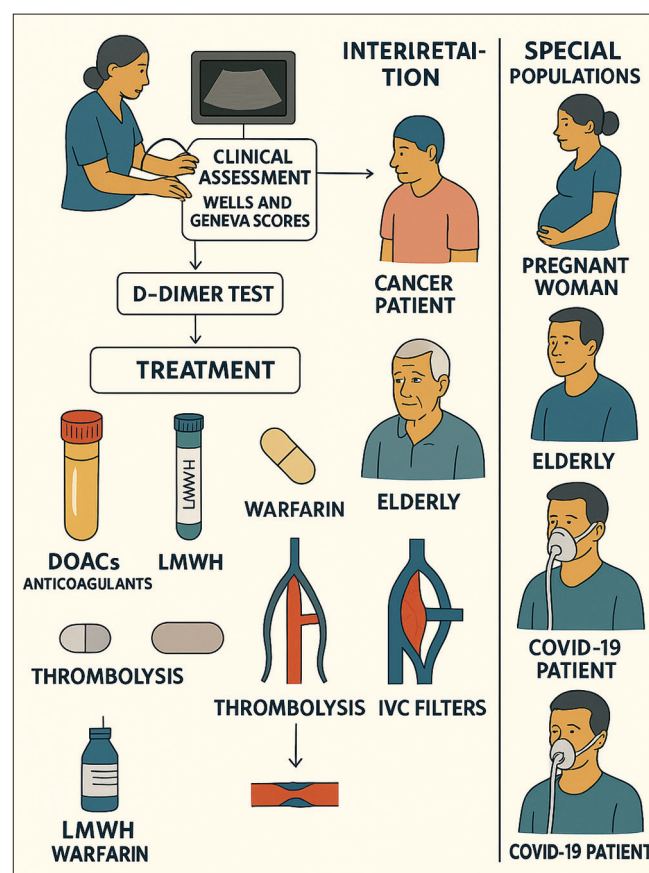 INTERIRETAI-
TION
SPECIAL
POPULATIONS
CLINICAL
ASSESSMENT
WELLS AND
GENEVA SCORES
D-DIMER TEST
TREATMENT
CANCER
PATIENT
PREGNANT
WOMAN
LMWH
WARFARIN
ELDERLY
ELDERLY
DOACs
ANTICOAGULANTS
LMWH
THROMBOLYSIS
THROMBOLYSIS
IVC FILTERS
COVID-19
PATIENT
LMWH
WARFARIN
COVID-19 PATIENT